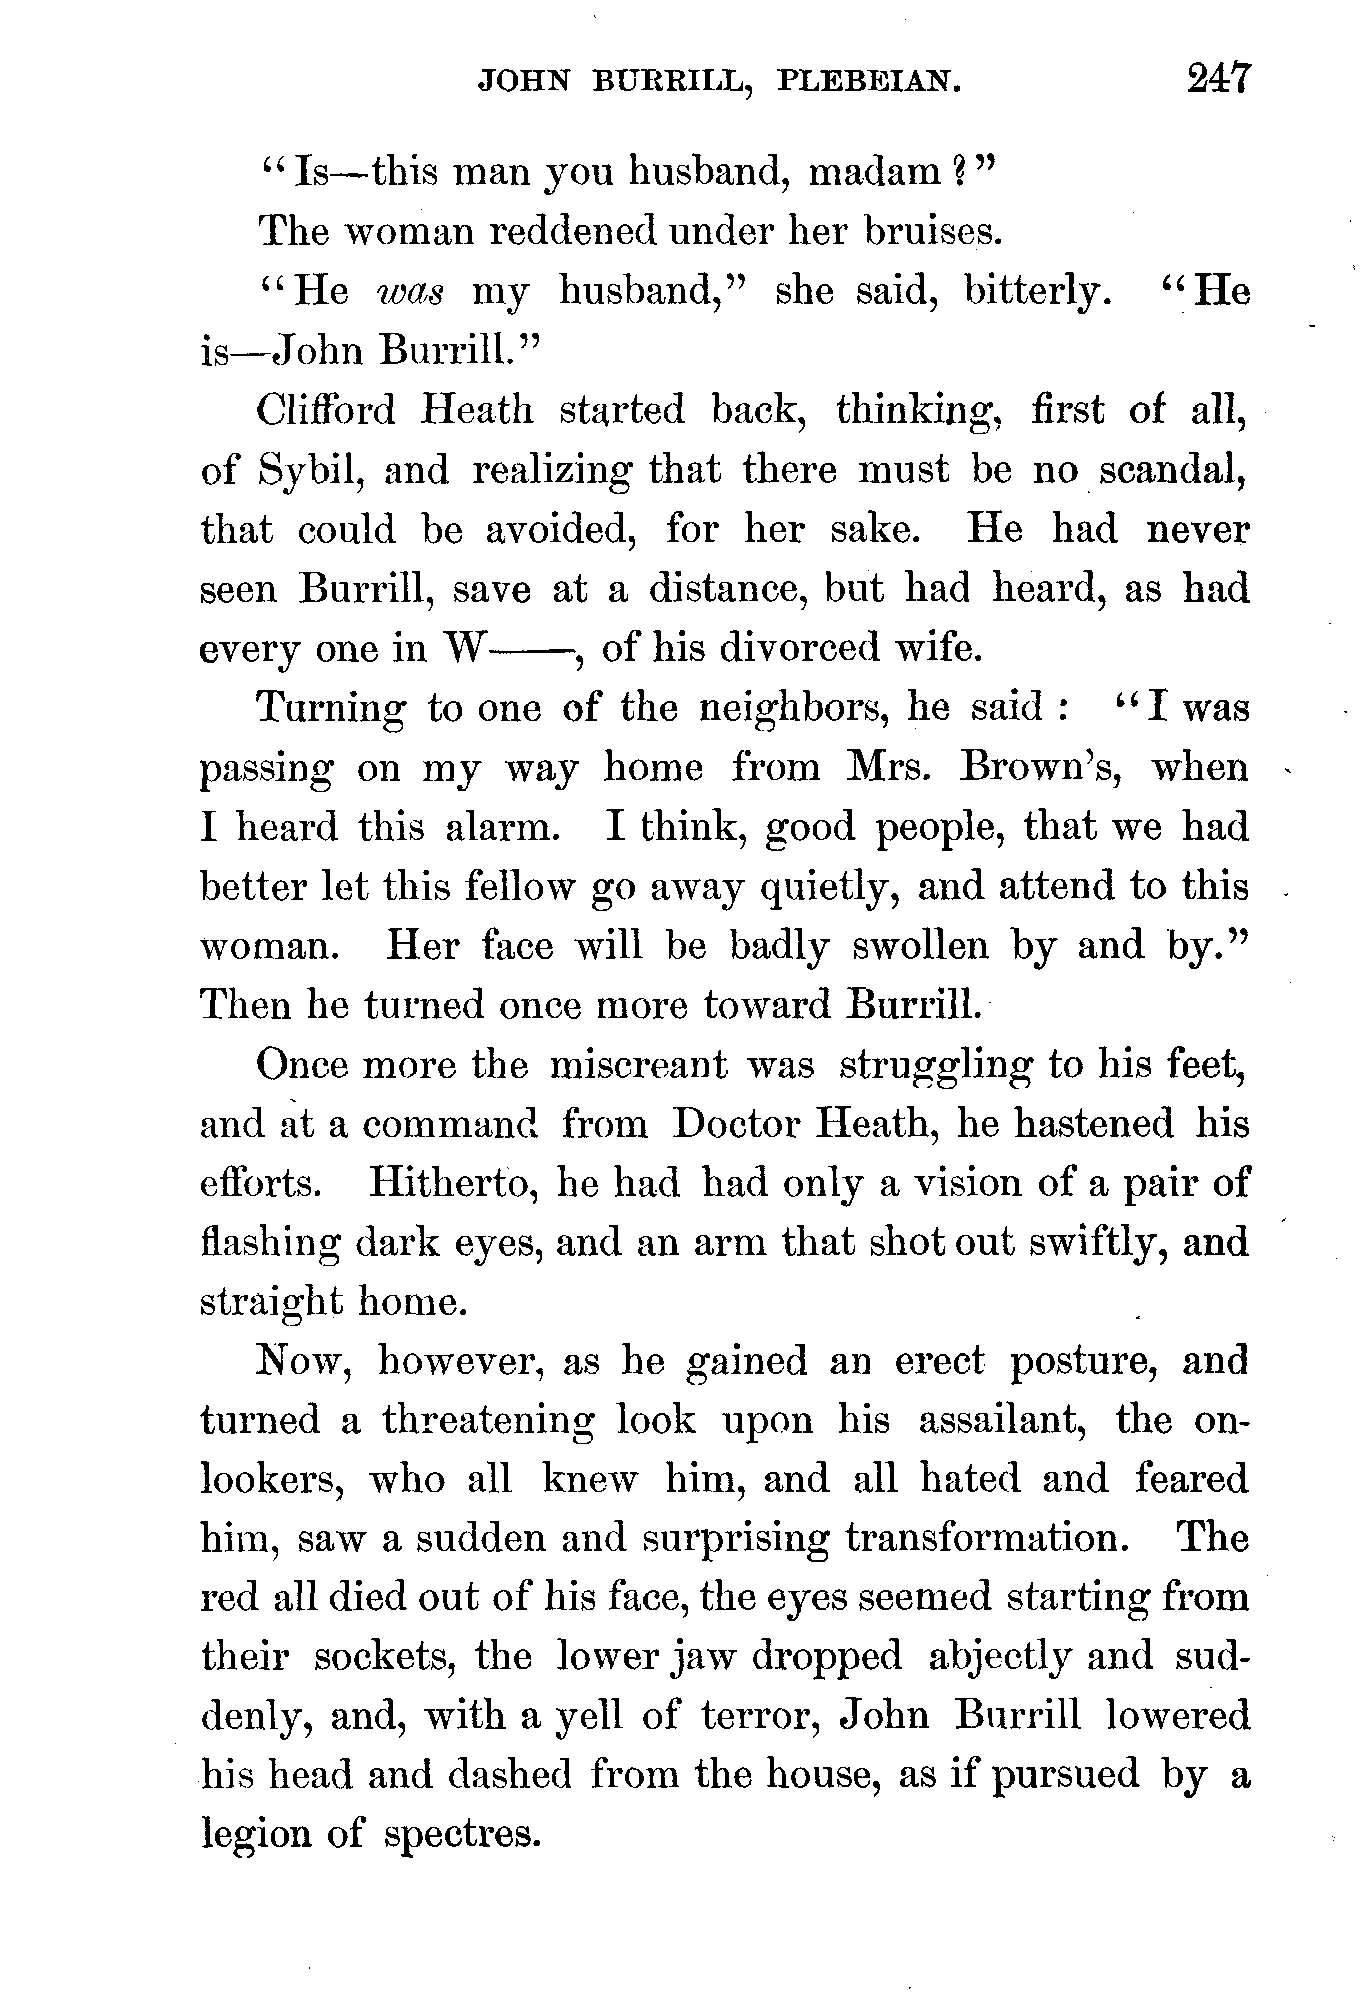 JOHN BURRILL, PLEBEIAN. 247
"Is—this man you husband, madam?"
The woman reddened under her bruises.
"He was my husband," she said, bitterly. "He
is—John Burrill."
Clifford Heath started back, thinking, first of all,
of Sybil, and realizing that there must be no scandal,
that could be avoided, for her sake. He had never
seen Burrill, save at a distance, but had heard, as had
every one in W——, of his divorced wife.
Turning to one of the neighbors, he said: "I was
passing on my way home from Mrs. Brown's, when
I heard this alarm. I think, good people, that we had
better let this fellow go away quietly, and attend to this
woman. Her face will be badly swollen by and by."
Then he turned once more toward Burrill.
Once more the miscreant was struggling to his feet,
and at a command from Doctor Heath, he hastened his
efforts. Hitherto, he had had only a vision of a pair of
flashing dark eyes, and an arm that shot out swiftly, and
straight home.
Now, however, as he gained an erect posture, and
turned a threatening look upon his assailant, the on-
lookers, who all knew him, and all hated and feared
him, saw a sudden and surprising transformation. The
red all died out of his face, the eyes seemed starting from
their sockets, the lower jaw dropped abjectly and sud-
denly, and, with a yell of terror, John Burrill lowered
his head and dashed from the house, as if pursued by a
legion of spectres.